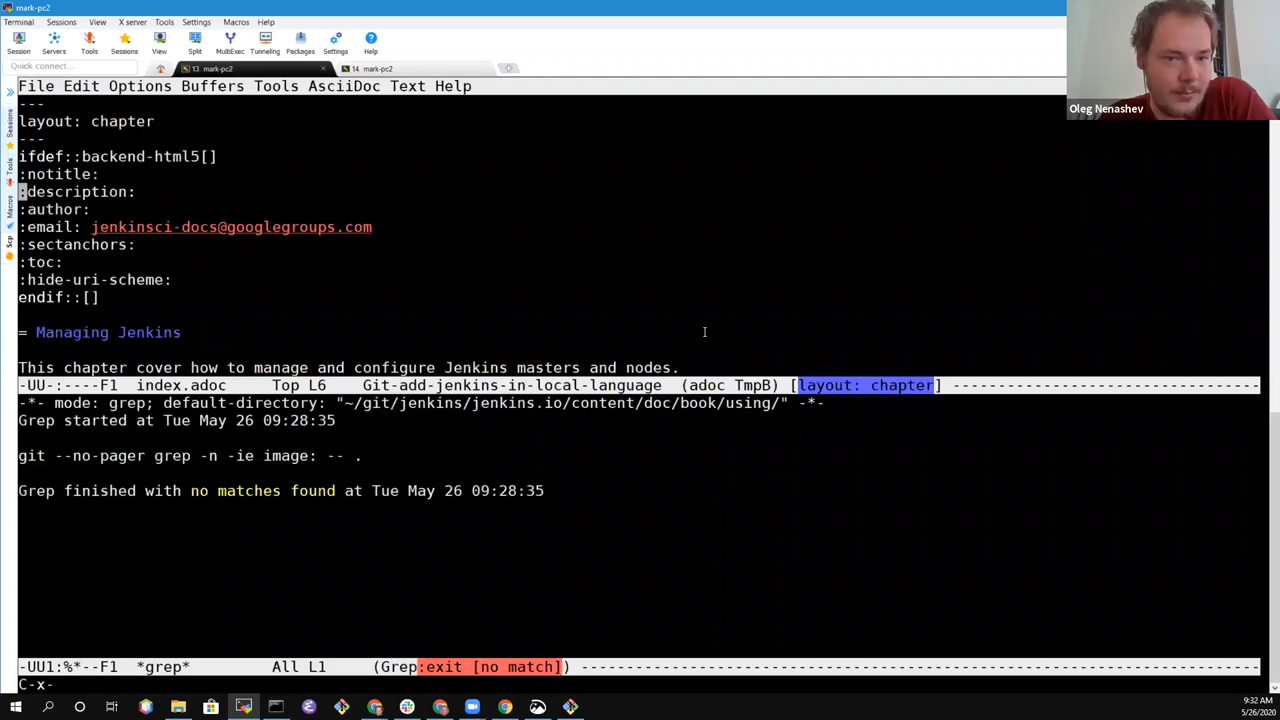 mark-pc2
Terminal Sessions View X server Tools Settings Macros Help
Session Servers Tools Sessions View Split MultiExec Tunneling Packages Settings Help
Quick connect...
13. mark-pc2
14. mark-pc2
Sessions
Tools
Macros
Scp
Oleg Nenashev
File Edit Options Buffers Tools AsciiDoc Text Help
---
layout: chapter
---
ifdef::backend-html5[]
:notitle:
:description:
:author:
:email: jenkinsci-docs@googlegroups.com
:sectanchors:
:toc:
:hide-uri-scheme:
endif::[]
= Managing Jenkins
This chapter cover how to manage and configure Jenkins masters and nodes.
-UU-:----F1 index.adoc Top L6 Git-add-jenkins-in-local-language (adoc TmpB) [layout: chapter] -----------------------------------
-*- mode: grep; default-directory: "~/git/jenkins/jenkins.io/content/doc/book/using/" -*-
Grep started at Tue May 26 09:28:35
git --no-pager grep -n -ie image: -- .
Grep finished with no matches found at Tue May 26 09:28:35
-UU1:%*--F1 *grep* All L1 (Grep:exit [no match]) -----------------------------------------------------------------------------
C-x-
9:32 AM
5/26/2020